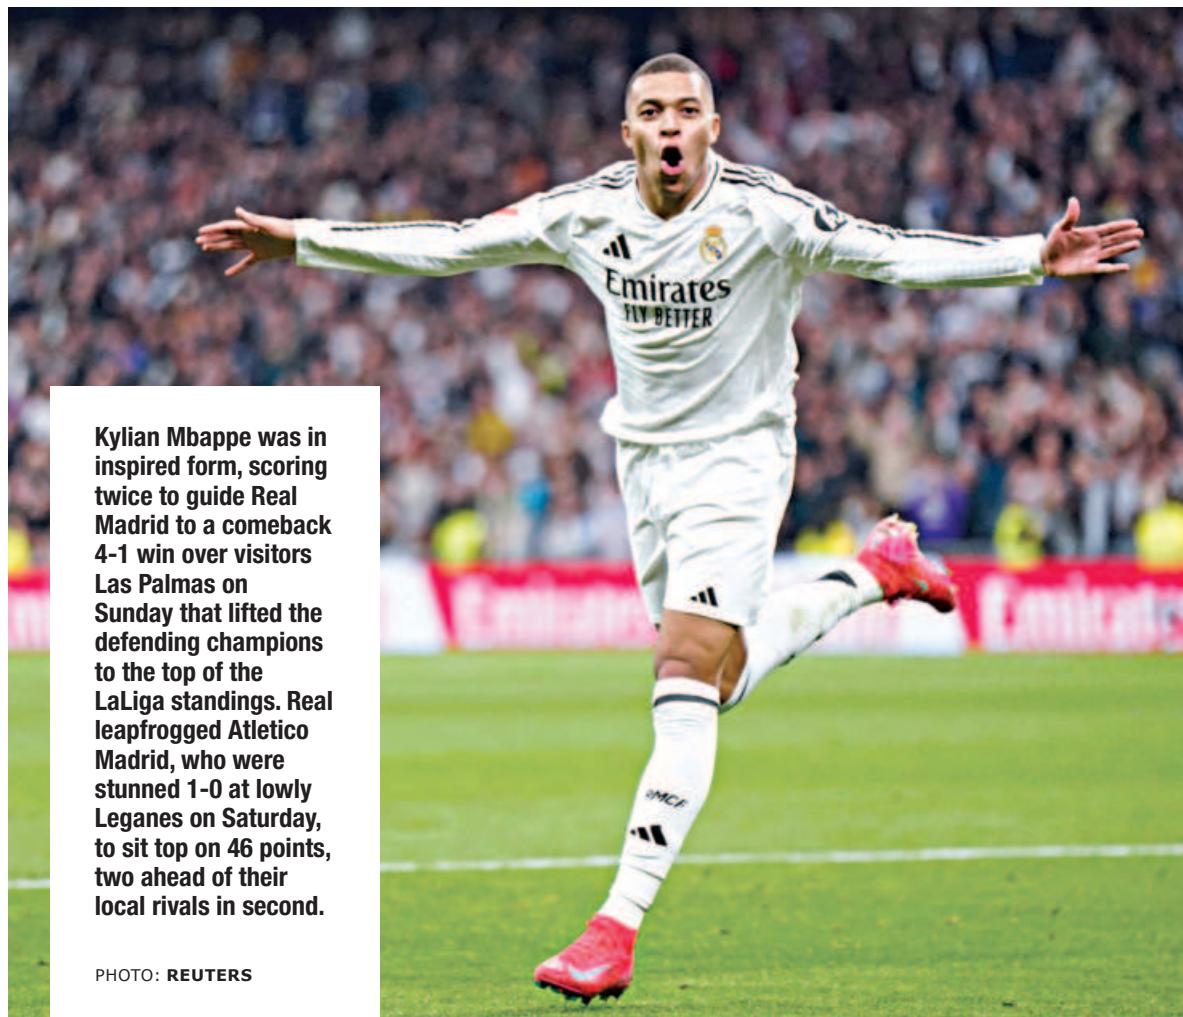 Emirates
FLY BETTER
Kylian Mbappe was in
inspired form, scoring
twice to guide Real
Madrid to a comeback
4-1 win over visitors
Las Palmas on
Sunday that lifted the
defending champions
to the top of the
LaLiga standings. Real
leapfrogged Atletico
Madrid, who were
stunned 1-0 at lowly
Leganes on Saturday,
to sit top on 46 points,
two ahead of their
local rivals in second.
PHOTO: REUTERS